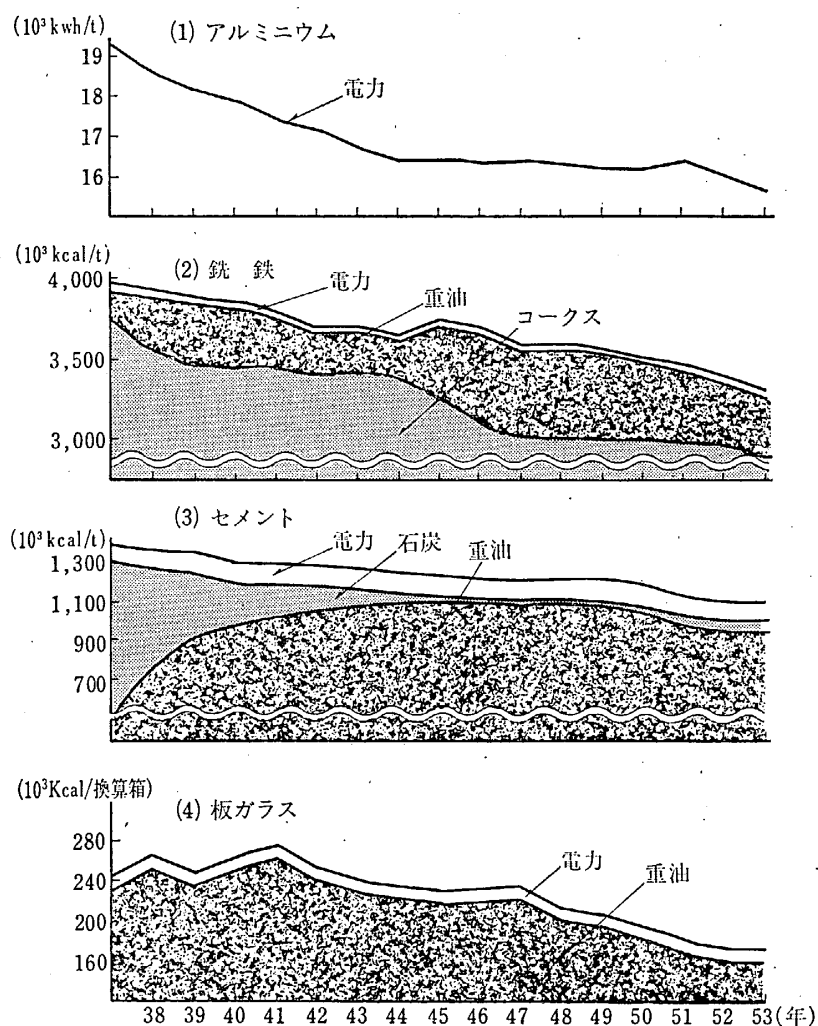 (10³kwh/t)
(1) アルミニウム
19
18
17
16
電力
(10³kcal/t)
(2) 銑鉄
4,000
3,500
3,000
電力
重油
コークス
(3) セメント
(10³kcal/t)
1,300
1,100
900
700
電力
石炭
重油
(10³Kcal/換算箱)
(4) 板ガラス
280
240
200
160
電力
重油
38 39 40 41 42 43 44 45 46 47 48 49 50 51 52 53(年)